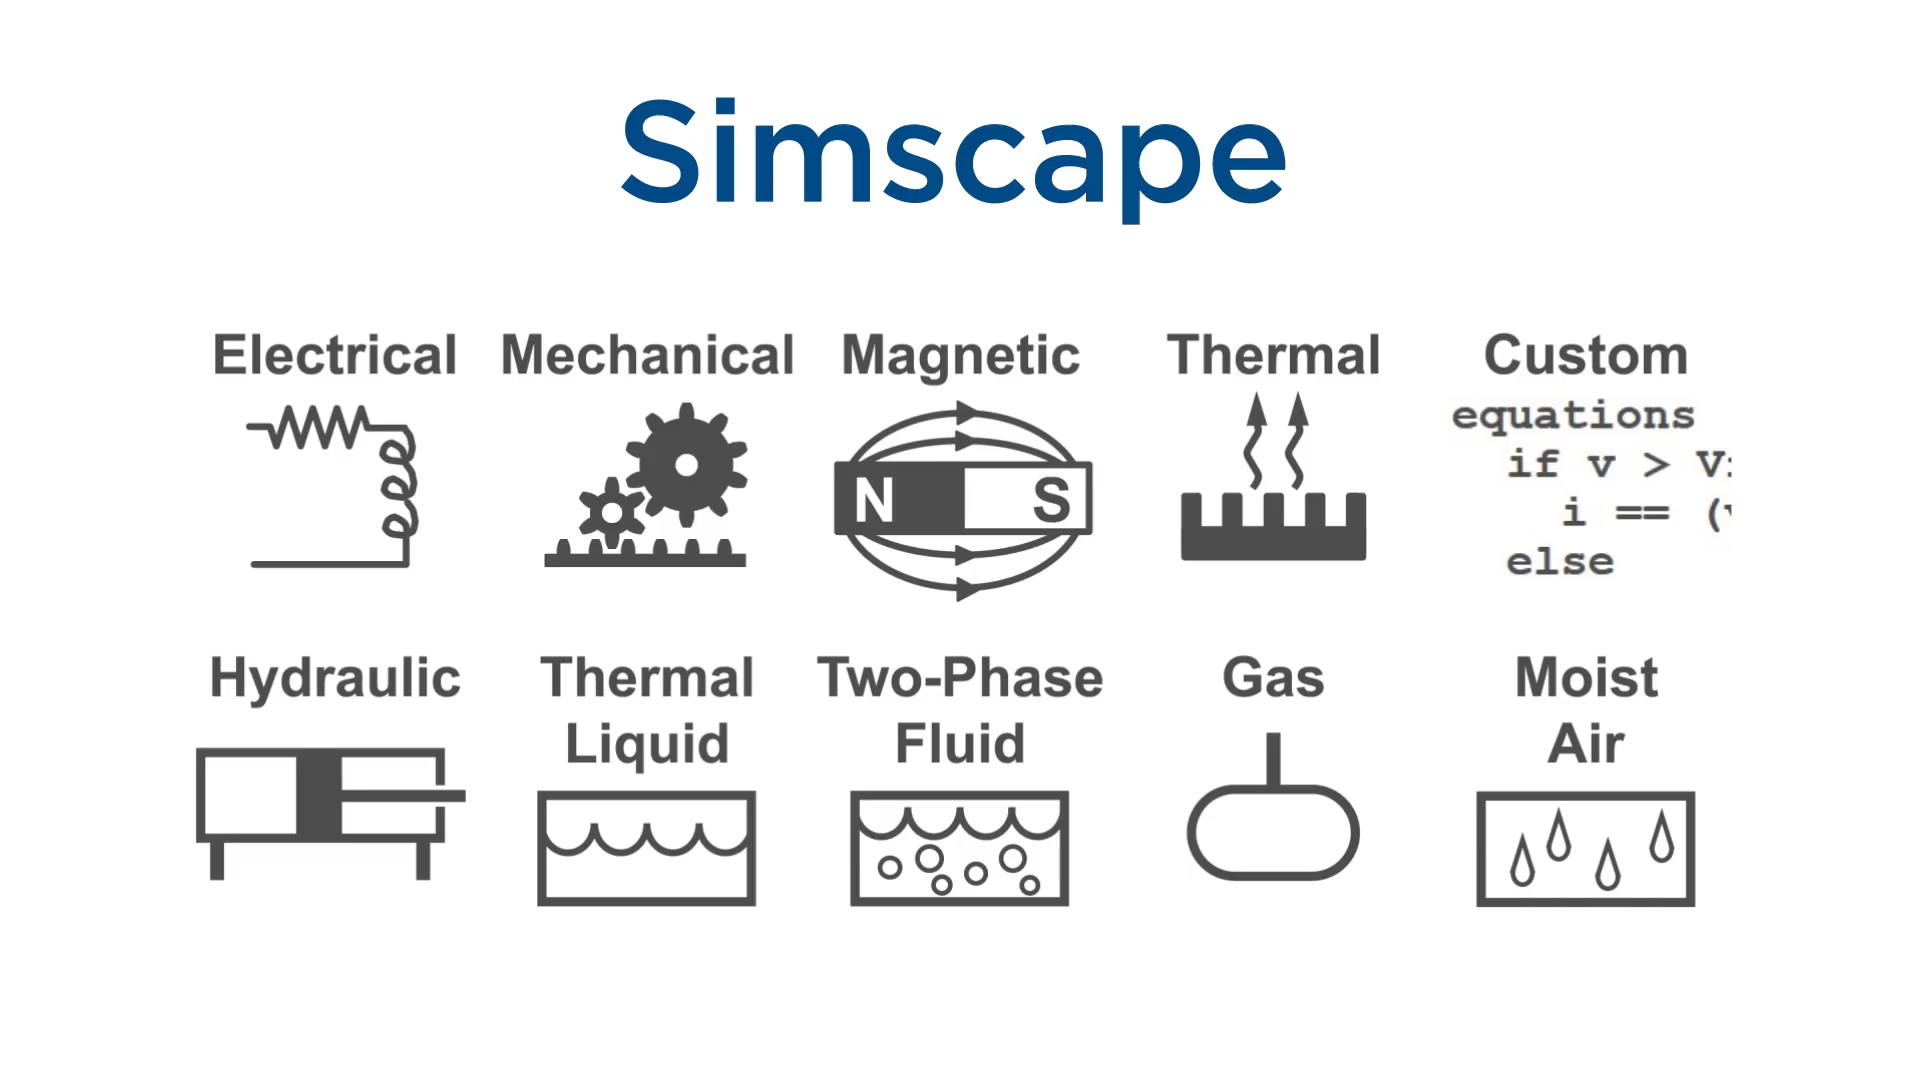 Simscape
Electrical
Mechanical
Magnetic
Thermal
Custom
N
S
equations
if v >
i == (
else
Hydraulic
Thermal
Liquid
Two-Phase
Fluid
Gas
Moist
Air